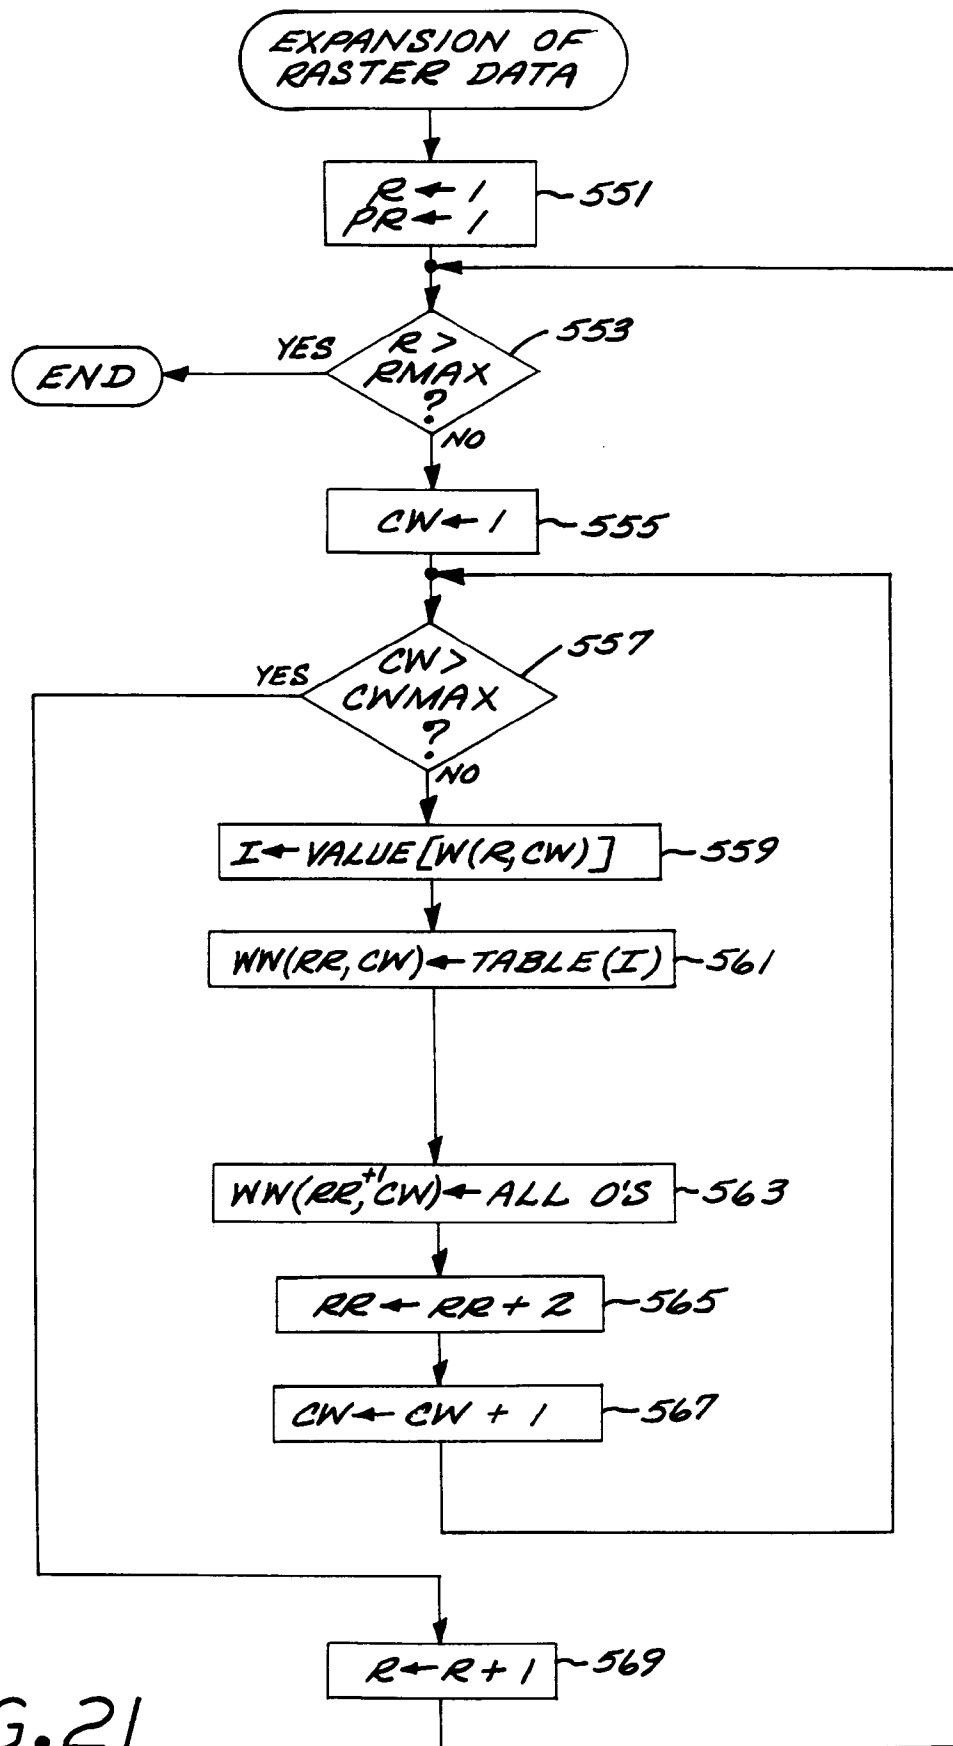 EXPANSION OF
RASTER DATA
R ← 1
PR ← 1
551
R >
RMAX
?
553
YES
END
NO
CW ← 1
555
CW >
CWMAX
?
557
YES
NO
I ← VALUE[W(R,CW)]
559
WW(RR,CW) ← TABLE(I)
561
WW(RR,+1CW) ← ALL 0'S
563
RR ← RR + 2
565
CW ← CW + 1
567
R ← R + 1
569
G.21